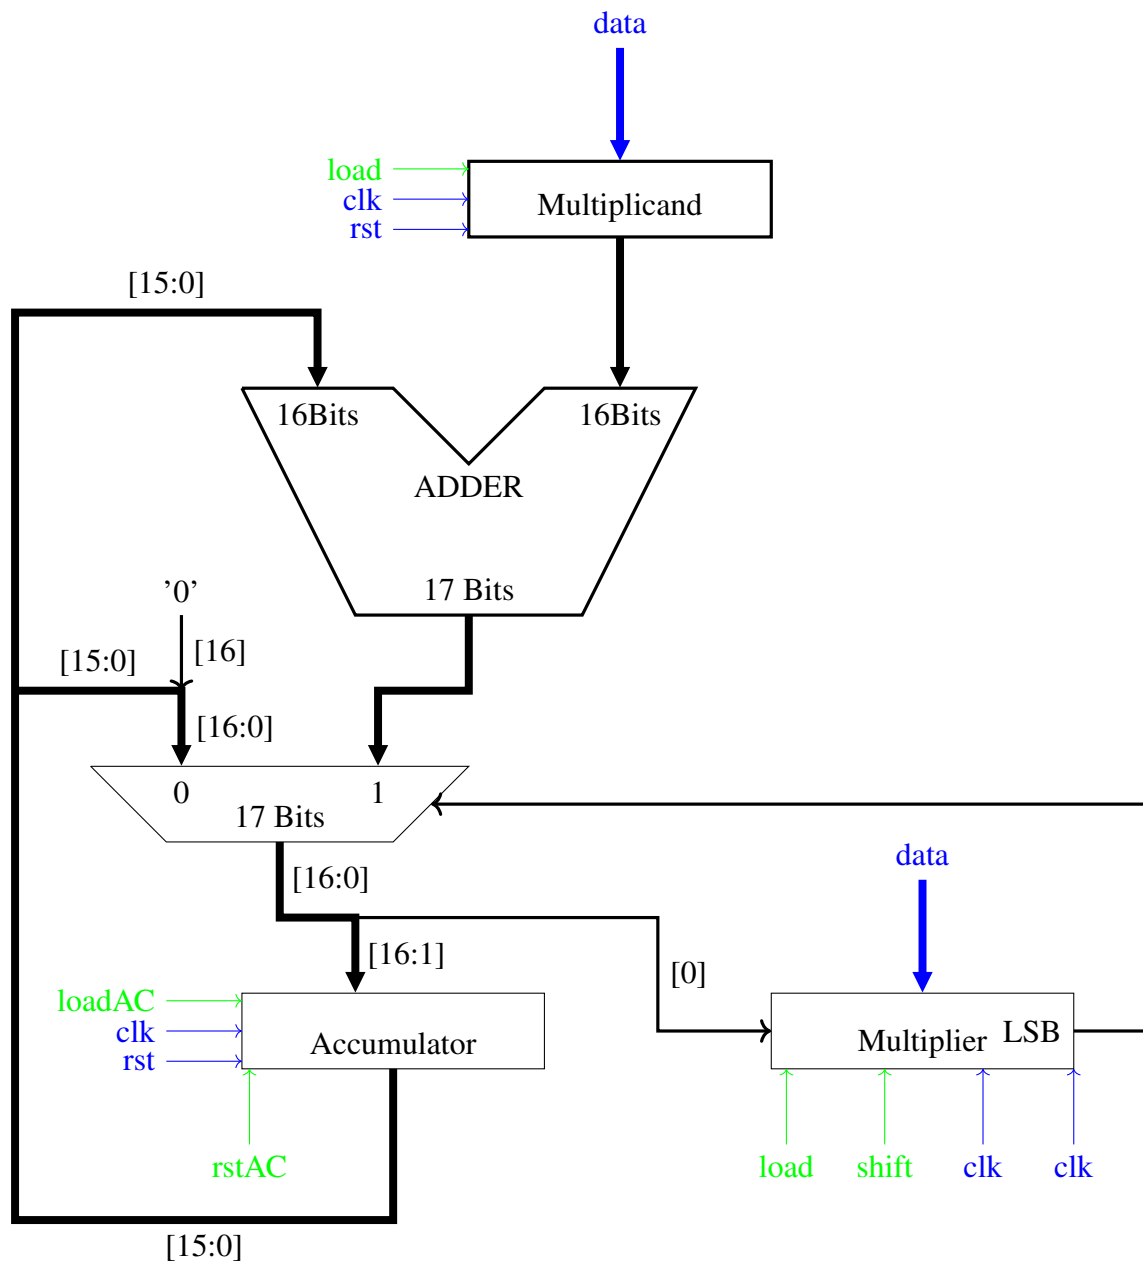 data
load
clk
rst
Multiplicand
[15:0]
16Bits
16Bits
ADDER
17 Bits
'0'
[16]
[15:0]
[16:0]
0
1
17 Bits
[16:0]
data
[16:1]
[0]
loadAC
clk
rst
Accumulator
Multiplier
LSB
rstAC
load
shift
clk
clk
[15:0]